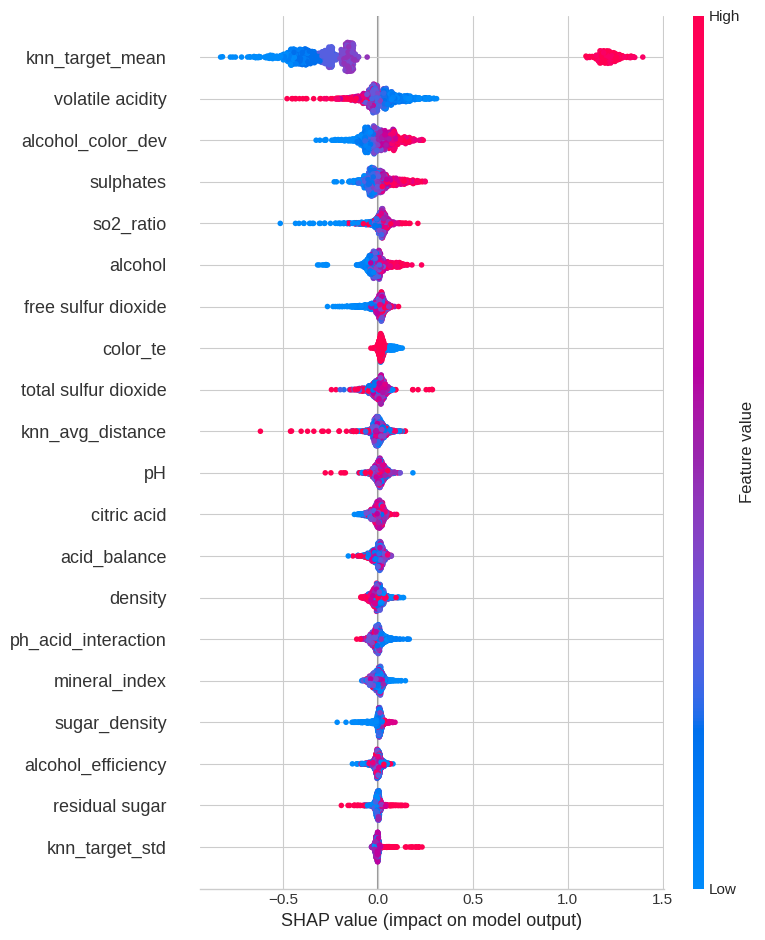 High
knn_target_mean
volatile acidity
alcohol_color_dev
sulphates
so2_ratio
alcohol
free sulfur dioxide
color_te
total sulfur dioxide
knn_avg_distance
pH
citric acid
acid_balance
density
ph_acid_interaction
mineral_index
sugar_density
alcohol_efficiency
residual sugar
knn_target_std
Feature value
Low
−0.5 0.0 0.5 1.0 1.5
SHAP value (impact on model output)